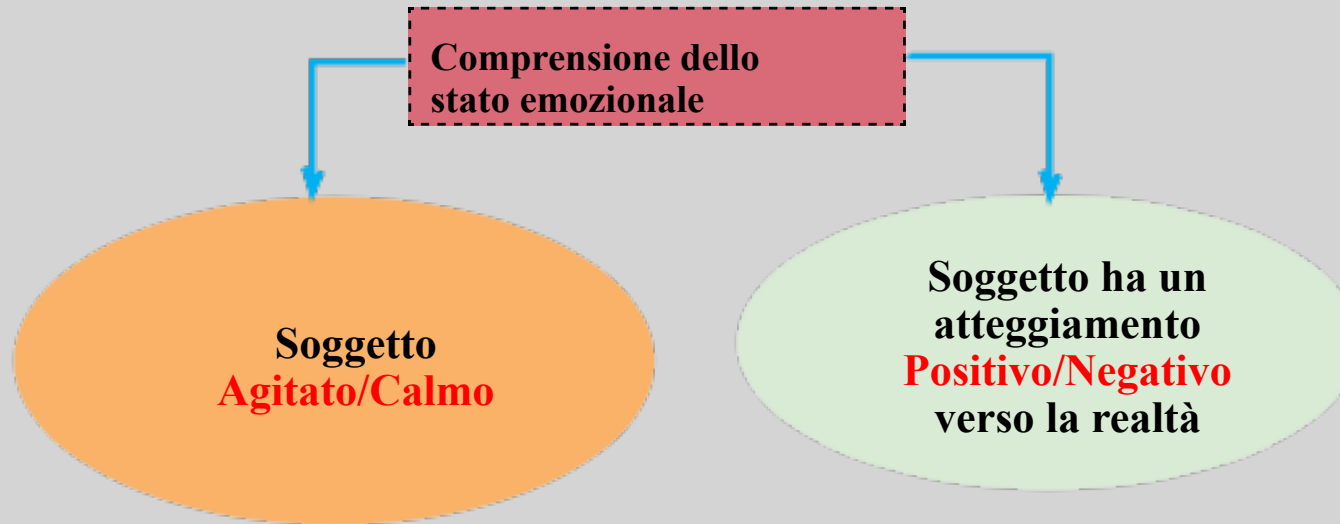 Comprensione dello
stato emozionale
Soggetto
Agitato/Calmo
Soggetto ha un
atteggiamento
Positivo/Negativo
verso la realtà